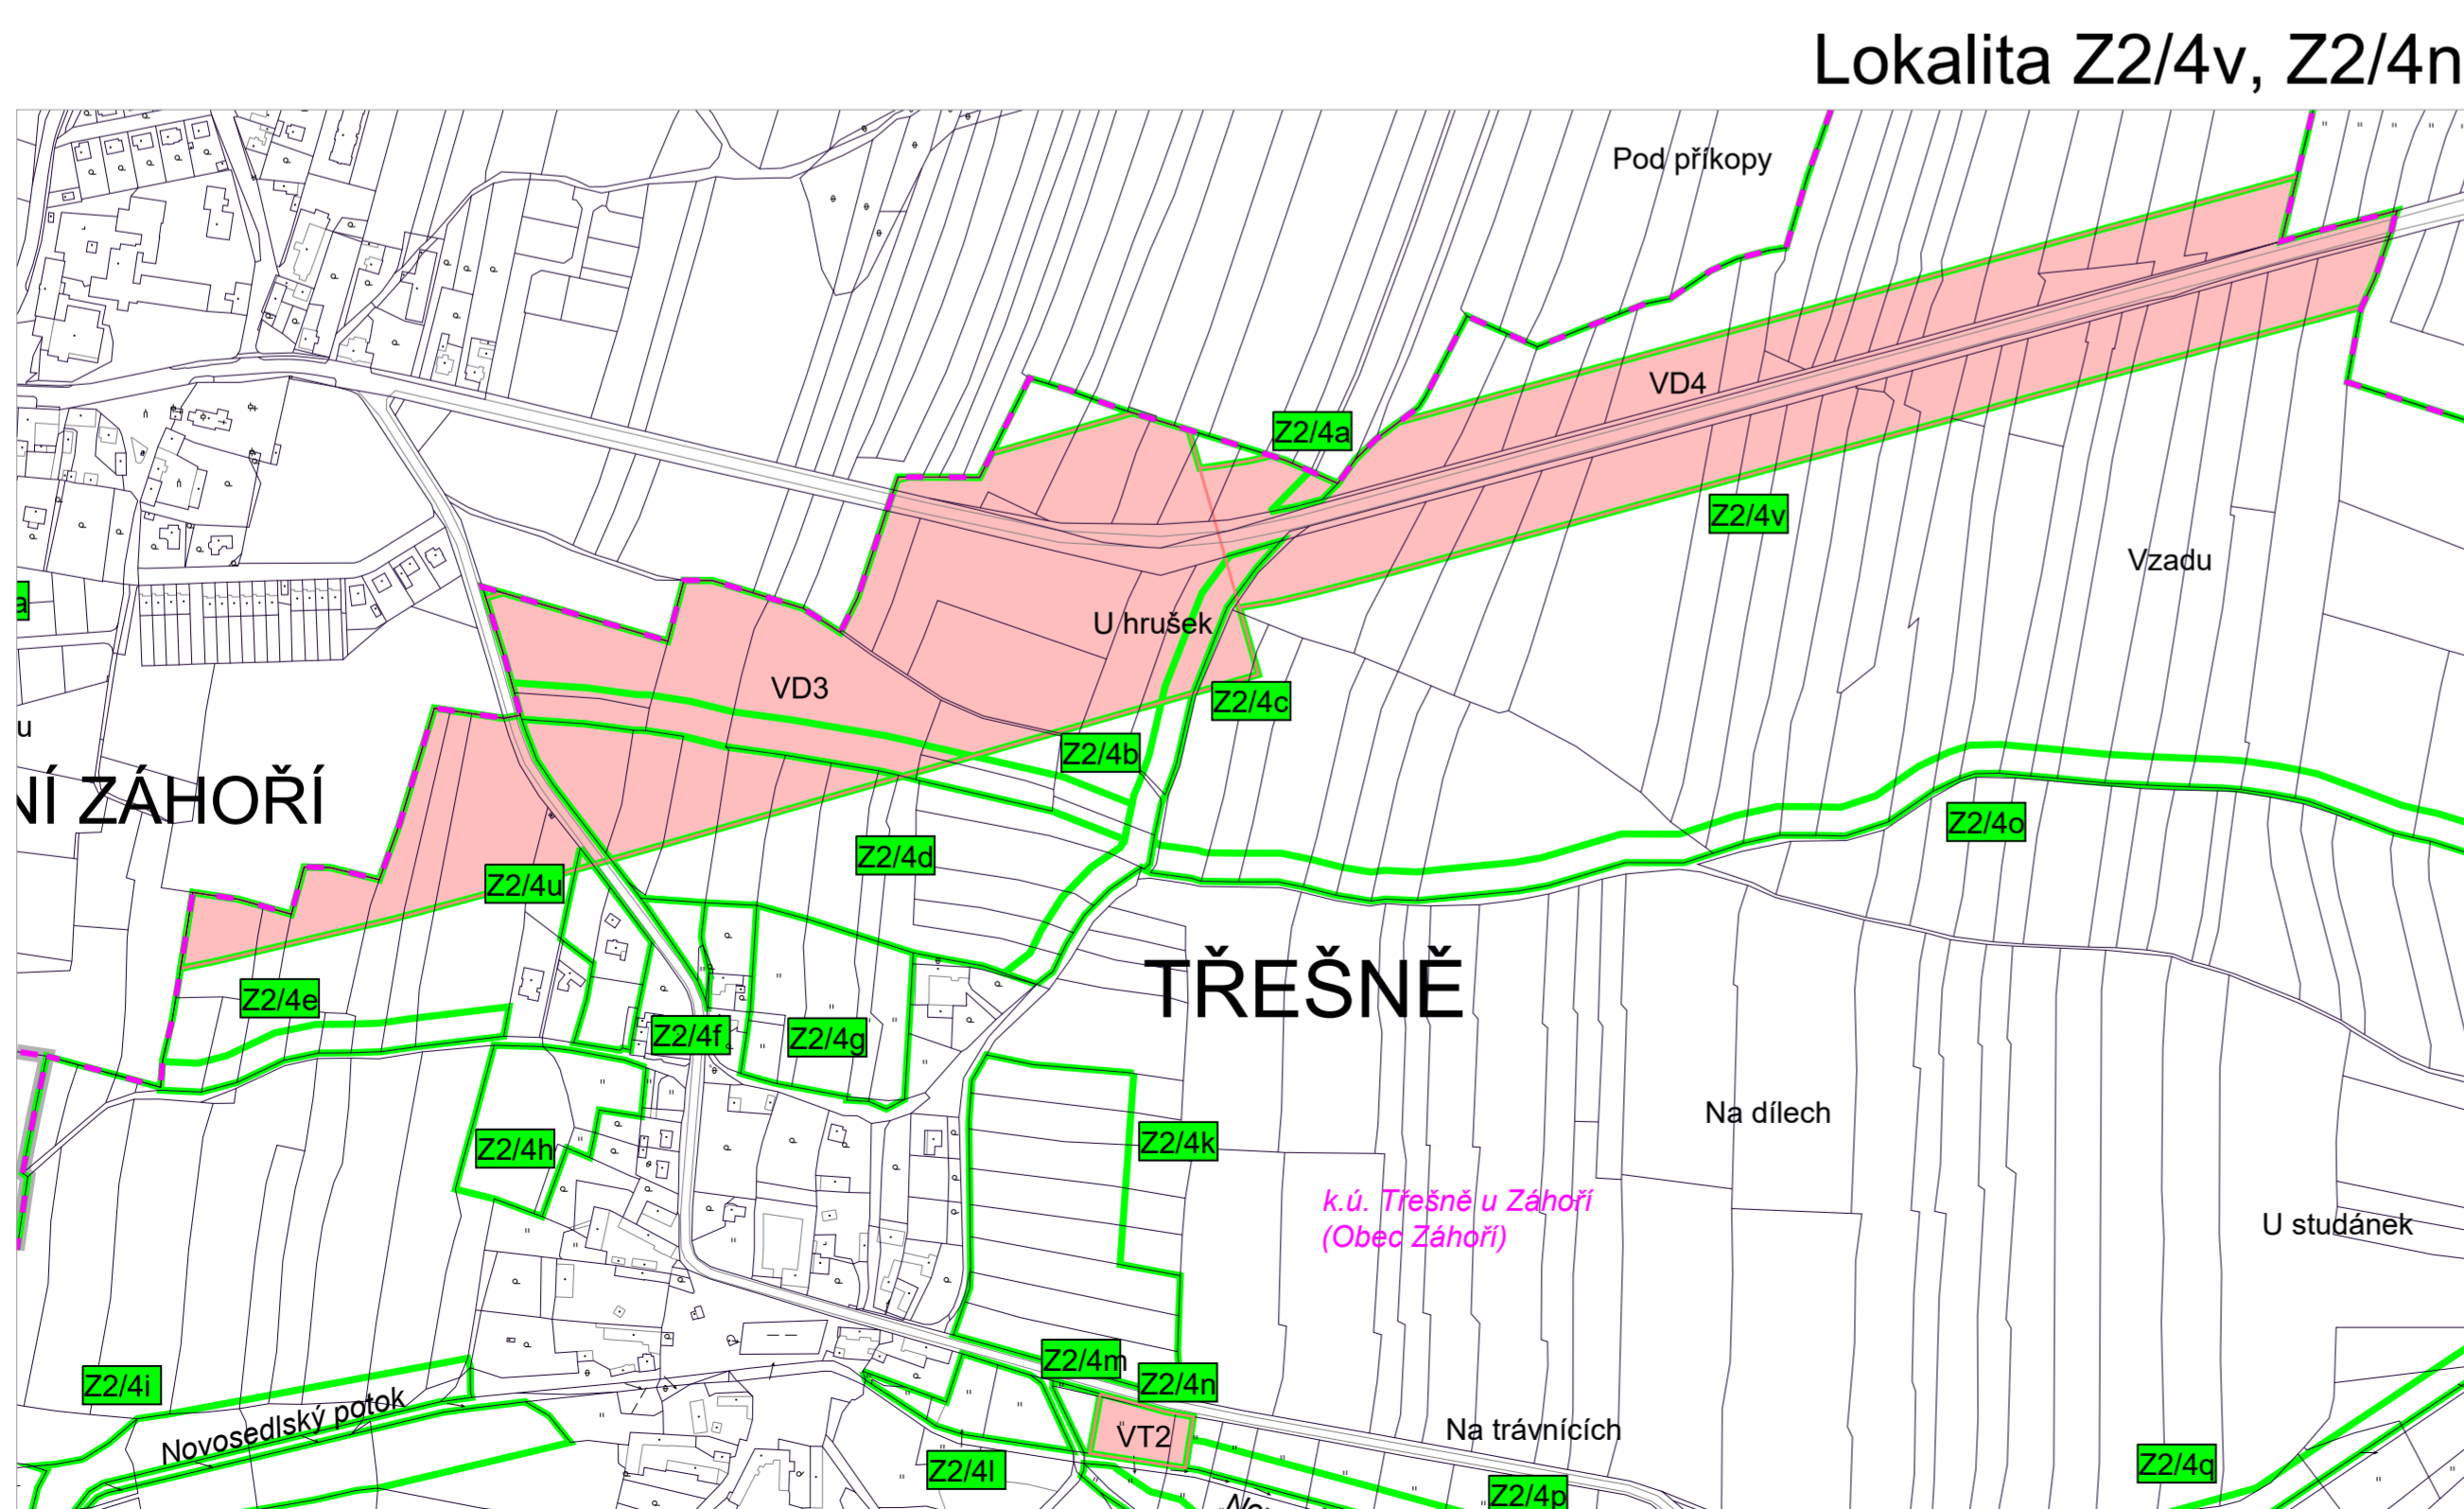 Lokalita Z2/4v, Z2/4n
Pod příkopy
VD4
Z2/4a
Z2/4v
Vzadu
U hrušek
VD3
Z2/4c
Z2/4b
NÍ ZÁHOŘÍ
Z2/4o
Z2/4d
Z2/4u
TŘEŠNĚ
Z2/4e
Z2/4f
Z2/4g
Na dílech
Z2/4k
Z2/4h
k.ú. Třešně u Záhoří
(Obec Záhoří)
U studánek
Z2/4m
Z2/4i
Z2/4n
Novosedlský potok
VT2
Na trávnících
Z2/4l
Z2/4q
Z2/4p